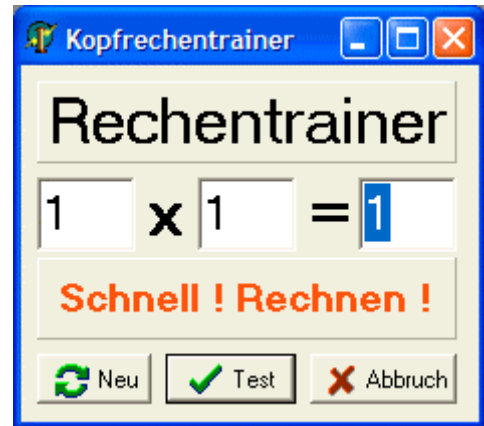 Kopfrechentrainer
Rechentrainer
1 x 1 = 1
Schnell ! Rechnen !
Neu Test Abbruch